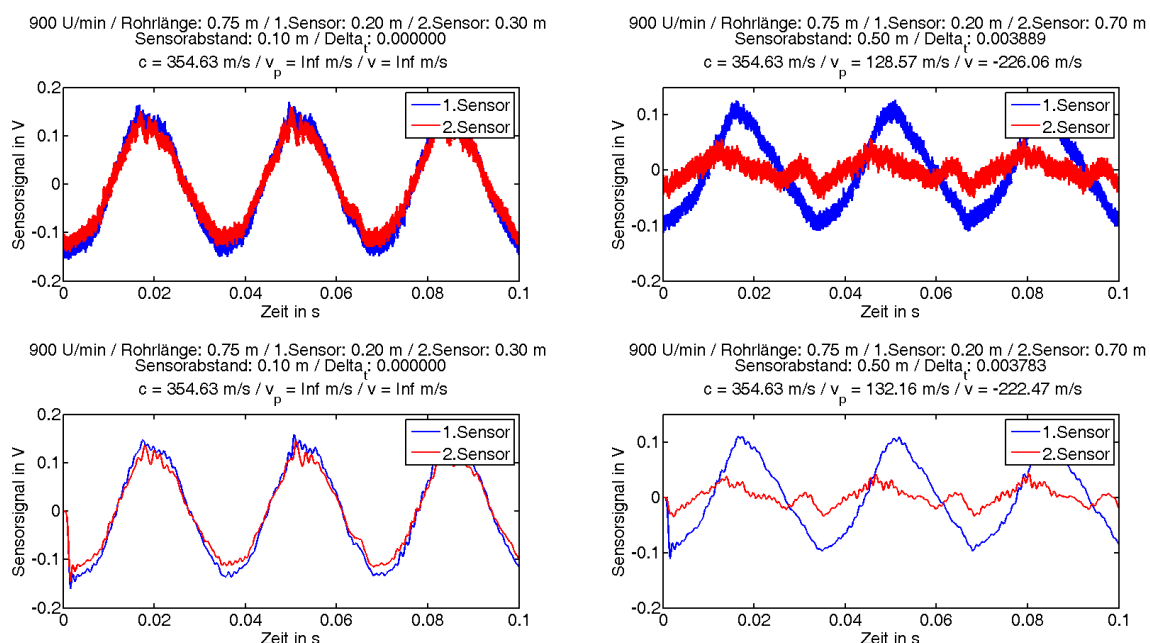 900 U/min / Rohrlänge: 0.75 m / 1.Sensor: 0.20 m / 2.Sensor: 0.30 m
Sensorabstand: 0.10 m / Delta_t: 0.000000
c = 354.63 m/s / v_p = Inf m/s / v = Inf m/s
0.2
0.1
0
-0.1
-0.2
Sensorsignal in V
1.Sensor
2.Sensor
0 0.02 0.04 0.06 0.08 0.1
Zeit in s
900 U/min / Rohrlänge: 0.75 m / 1.Sensor: 0.20 m / 2.Sensor: 0.70 m
Sensorabstand: 0.50 m / Delta_t: 0.003889
c = 354.63 m/s / v_p = 128.57 m/s / v = -226.06 m/s
0.1
0
-0.1
-0.2
Sensorsignal in V
1.Sensor
2.Sensor
0 0.02 0.04 0.06 0.08 0.1
Zeit in s
900 U/min / Rohrlänge: 0.75 m / 1.Sensor: 0.20 m / 2.Sensor: 0.30 m
Sensorabstand: 0.10 m / Delta_t: 0.000000
c = 354.63 m/s / v_p = Inf m/s / v = Inf m/s
0.2
0.1
0
-0.1
-0.2
Sensorsignal in V
1.Sensor
2.Sensor
0 0.02 0.04 0.06 0.08 0.1
Zeit in s
900 U/min / Rohrlänge: 0.75 m / 1.Sensor: 0.20 m / 2.Sensor: 0.70 m
Sensorabstand: 0.50 m / Delta_t: 0.003783
c = 354.63 m/s / v_p = 132.16 m/s / v = -222.47 m/s
0.1
0
-0.1
-0.2
Sensorsignal in V
1.Sensor
2.Sensor
0 0.02 0.04 0.06 0.08 0.1
Zeit in s